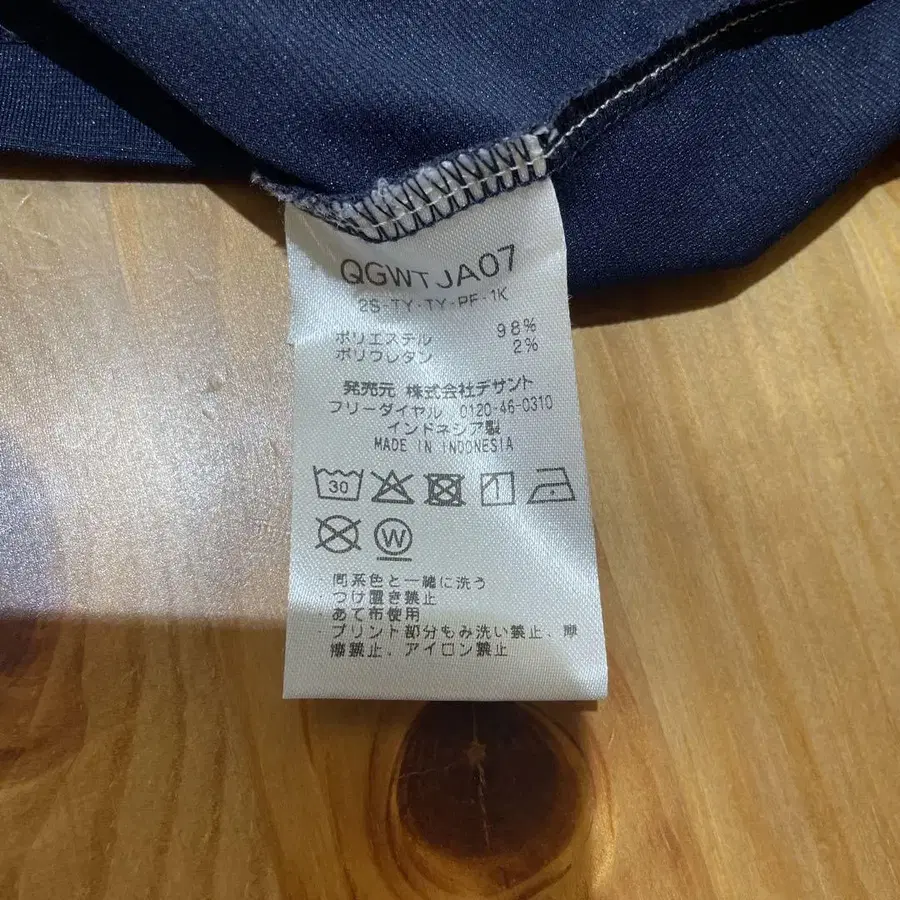 QGWTJA07
2S-TY・TY-PF-1K
ポリエステル 98%
ポリウレタン 2%
発売元 株式会社デサント
フリーダイヤル 0120-46-0310
インドネシア製
MADE IN INDONESIA
30
W
・同系色と一緒に洗う
・つけ置き禁止
・あて布使用
・プリント部分もみ洗い禁止、摩
擦禁止、アイロン禁止